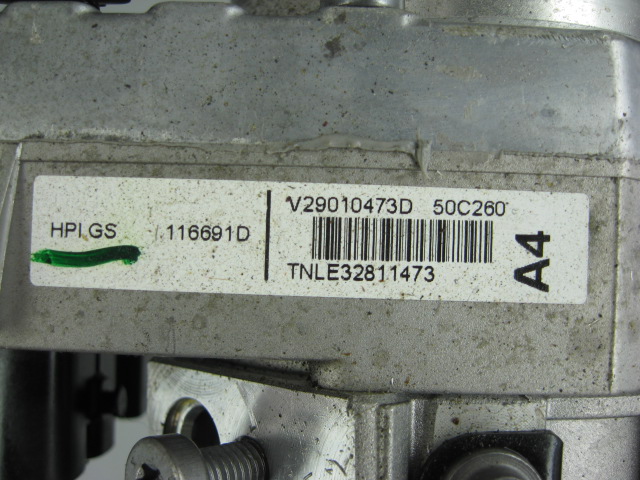 HPI GS 116691D
V29010473D 50C260
TNLE32811473
A4